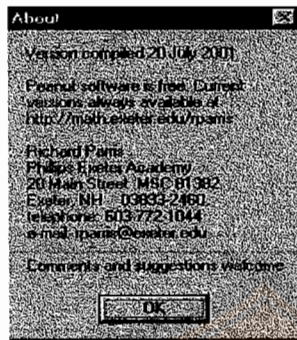 About
Version compiled 20 July 2001
Peanut software is free. Current
versions always available at
http://math.exeter.edu/rparris
Richard Parris
Phillips Exeter Academy
20 Main Street, MSC 81982
Exeter, NH 03833-2460
telephone: 603-772-1044
e-mail: rparris@exeter.edu
Comments and suggestions welcome
OK